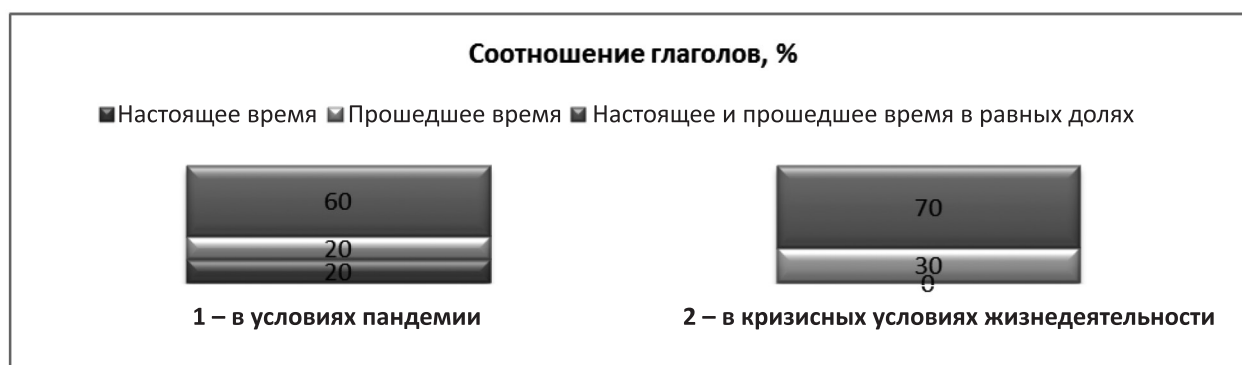 Соотношение глаголов, %
Настоящее время Прошедшее время Настоящее и прошедшее время в равных долях
60
70
20
30
20
0
1 – в условиях пандемии
2 – в кризисных условиях жизнедеятельности